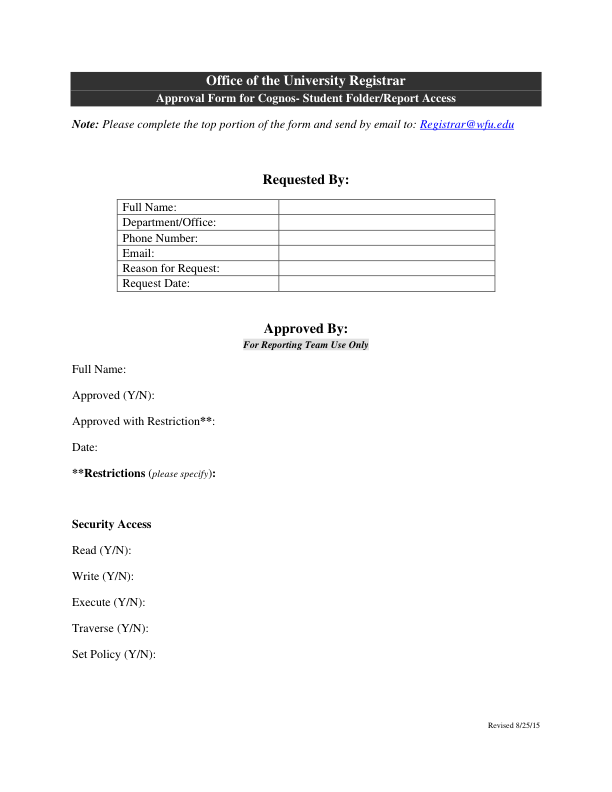 Office of the University Registrar
Approval Form for Cognos- Student Folder/Report Access
Note: Please complete the top portion of the form and send by email to: Registrar@wfu.edu
Requested By:
Full Name:
Department/Office:
Phone Number:
Email:
Reason for Request:
Request Date:
Approved By:
For Reporting Team Use Only
Full Name:
Approved (Y/N):
Approved with Restriction**:
Date:
**Restrictions (please specify):
Security Access
Read (Y/N):
Write (Y/N):
Execute (Y/N):
Traverse (Y/N):
Set Policy (Y/N):
Revised 8/25/15